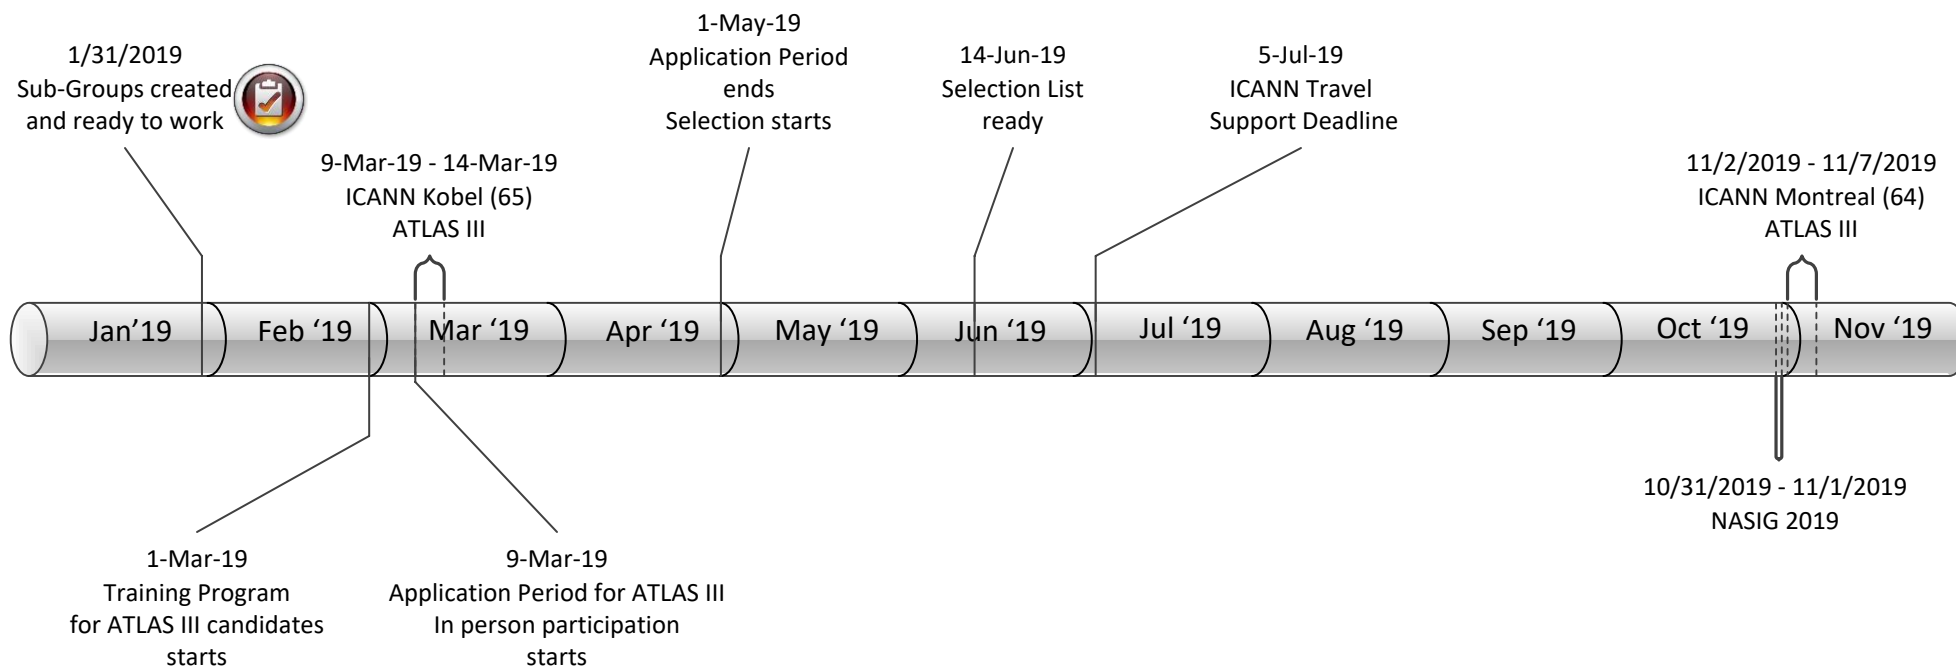 1/31/2019
Sub-Groups created
and ready to work
9-Mar-19 - 14-Mar-19
ICANN Kobel (65)
ATLAS III
1-May-19
Application Period
ends
Selection starts
14-Jun-19
Selection List
ready
5-Jul-19
ICANN Travel
Support Deadline
11/2/2019 - 11/7/2019
ICANN Montreal (64)
ATLAS III
Jan'19
Feb ‘19
Mar ‘19
Apr ‘19
May ‘19
Jun ‘19
Jul ‘19
Aug ‘19
Sep ‘19
Oct ‘19
Nov ‘19
1-Mar-19
Training Program
for ATLAS III candidates
starts
9-Mar-19
Application Period for ATLAS III
In person participation
starts
10/31/2019 - 11/1/2019
NASIG 2019